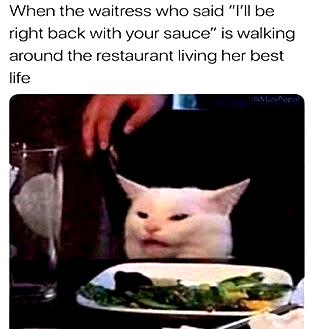 When the waitress who said "I'll be
right back with your sauce" is walking
around the restaurant living her best
life